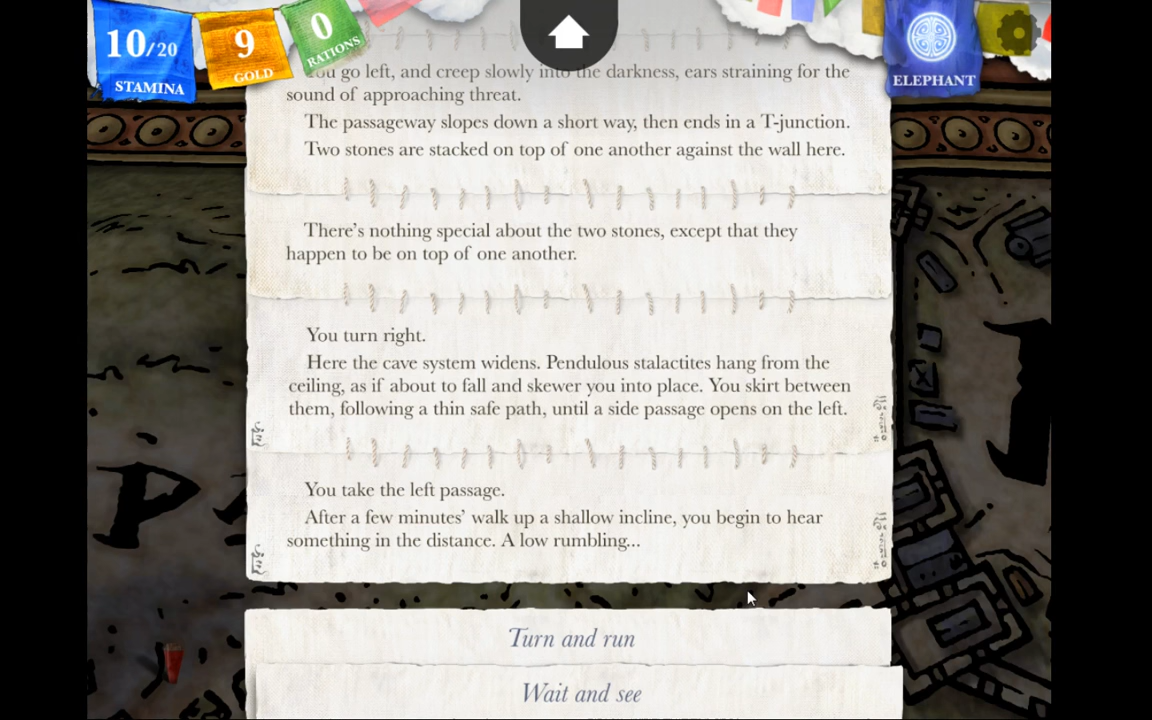 10/20
STAMINA
9
GOLD
0
RATIONS
ELEPHANT
You go left, and creep slowly into the darkness, ears straining for the
sound of approaching threat.
The passageway slopes down a short way, then ends in a T-junction.
Two stones are stacked on top of one another against the wall here.
There's nothing special about the two stones, except that they
happen to be on top of one another.
You turn right.
Here the cave system widens. Pendulous stalactites hang from the
ceiling, as if about to fall and skewer you into place. You skirt between
them, following a thin safe path, until a side passage opens on the left.
You take the left passage.
After a few minutes' walk up a shallow incline, you begin to hear
something in the distance. A low rumbling...
Turn and run
Wait and see